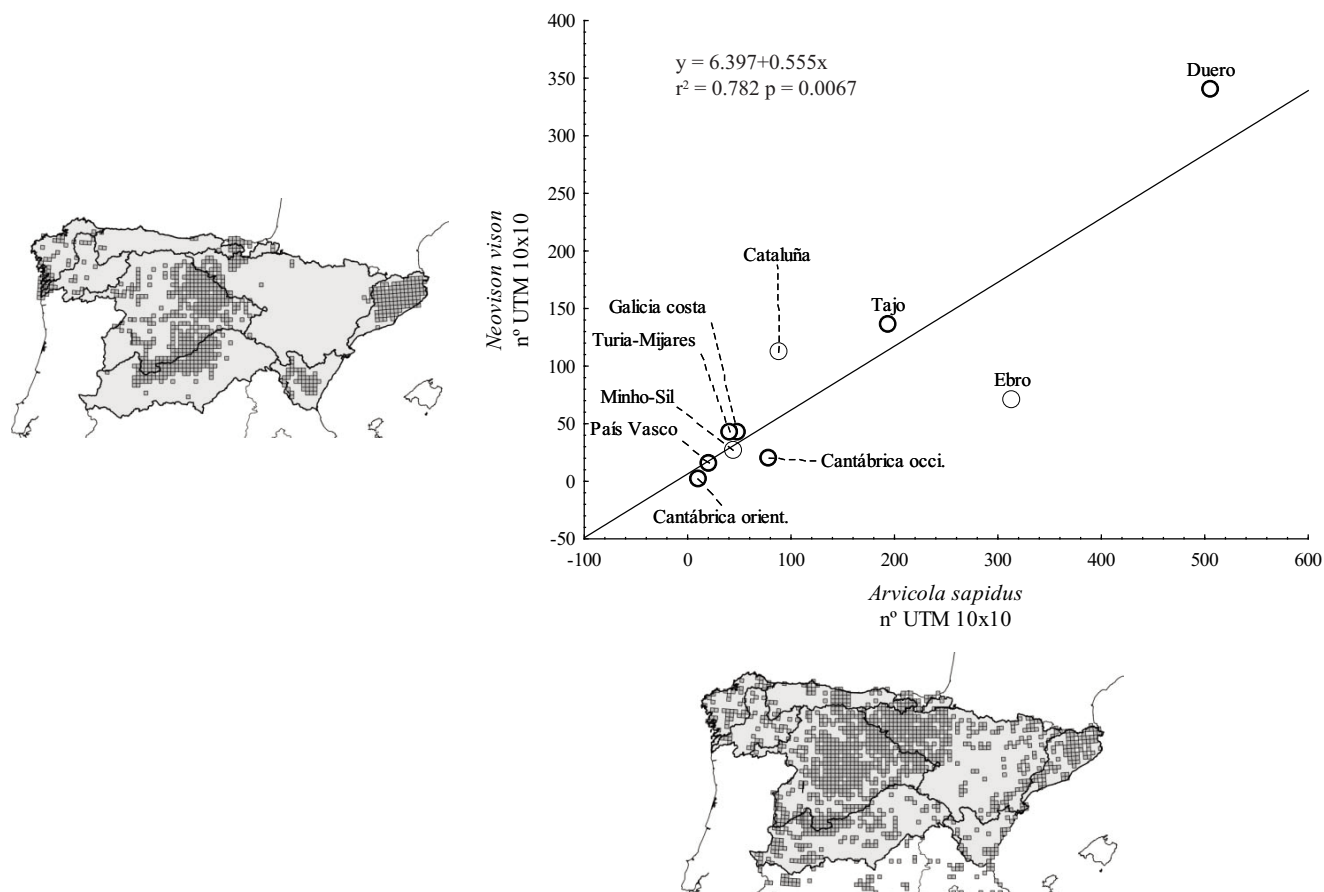 400
350
300
250
200
150
100
50
0
-50
Neovison vison
nº UTM 10x10
y = 6.397+0.555x
r² = 0.782 p = 0.0067
Duero
Cataluña
Galicia costa
Tajo
Turia-Mijares
Ebro
Minho-Sil
País Vasco
Cantábrica occi.
Cantábrica orient.
-100 0 100 200 300 400 500 600
Arvicola sapidus
nº UTM 10x10